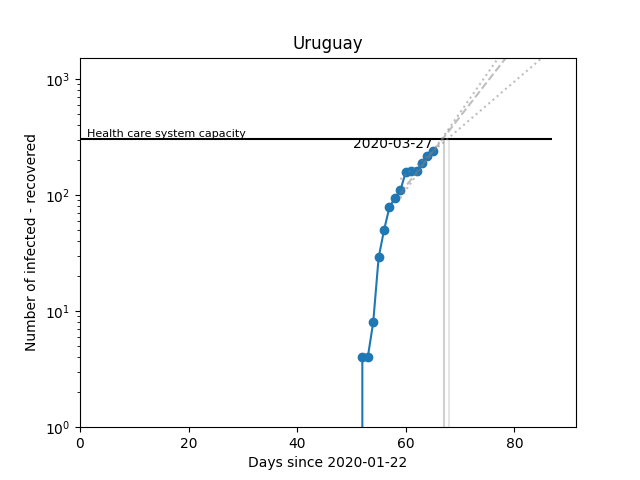 Uruguay
10³
Health care system capacity
2020-03-27
10²
10¹
10⁰
Number of infected - recovered
0 20 40 60 80
Days since 2020-01-22